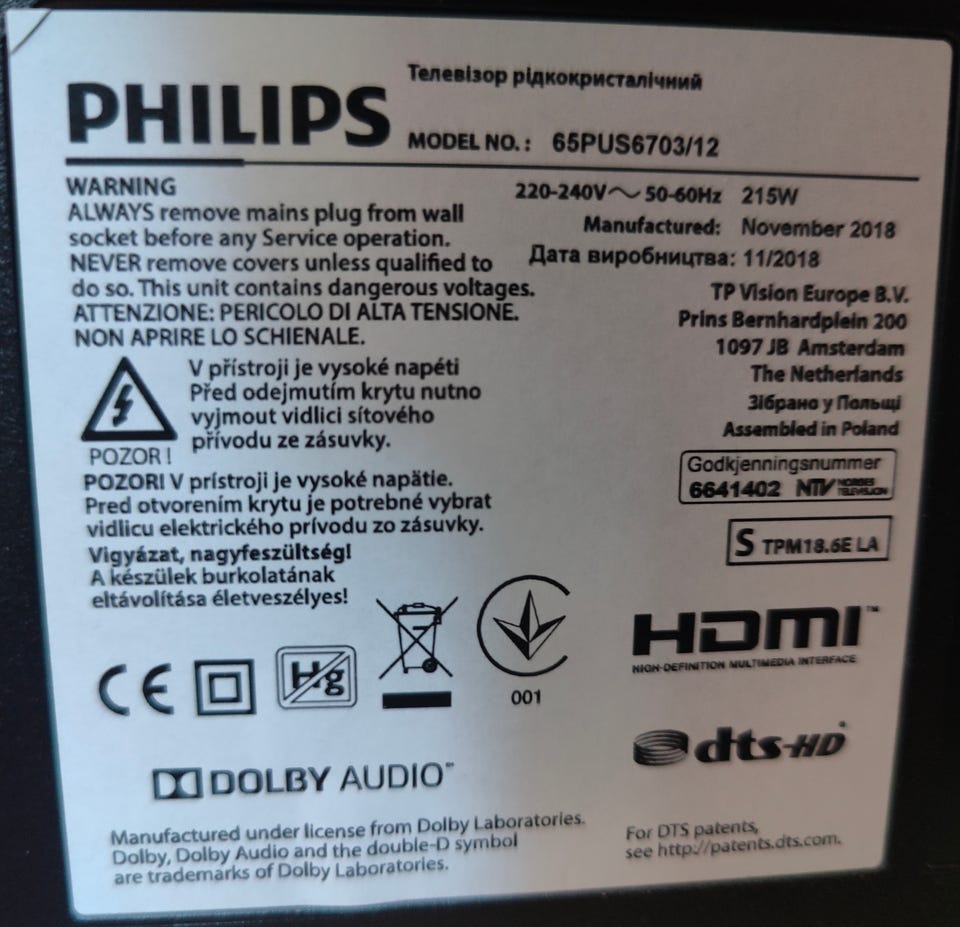 Телевізор рідкокристалічний
PHILIPS
MODEL NO.: 65PUS6703/12
WARNING
ALWAYS remove mains plug from wall
socket before any Service operation.
NEVER remove covers unless qualified to
do so. This unit contains dangerous voltages.
ATTENZIONE: PERICOLO DI ALTA TENSIONE.
NON APRIRE LO SCHIENALE.
220-240V~ 50-60Hz 215W
Manufactured: November 2018
Дата виробництва: 11/2018
TP Vision Europe B.V.
Prins Bernhardplein 200
1097 JB Amsterdam
The Netherlands
Зібрано у Польщі
Assembled in Poland
V přístroji je vysoké napéti
Před odejmutím krytu nutno
vyjmout vidlici sítového
přívodu ze zásuvky.
POZOR!
POZOR! V prístroji je vysoké napätie.
Pred otvorením krytu je potrebné vybrat
vidlicu elektrického prívodu zo zásuvky.
Vigyázat, nagyfeszültség!
A készülek burkolatának
eltávolítása életveszélyes!
Godkjenningsnummer
6641402 NTV NORGES TELEVISJON
S TPM18.6E LA
CE
Hg
001
HDMI™
HIGH-DEFINITION MULTIMEDIA INTERFACE
dts-HD
DOLBY AUDIO™
Manufactured under license from Dolby Laboratories.
Dolby, Dolby Audio and the double-D symbol
are trademarks of Dolby Laboratories.
For DTS patents,
see http://patents.dts.com.